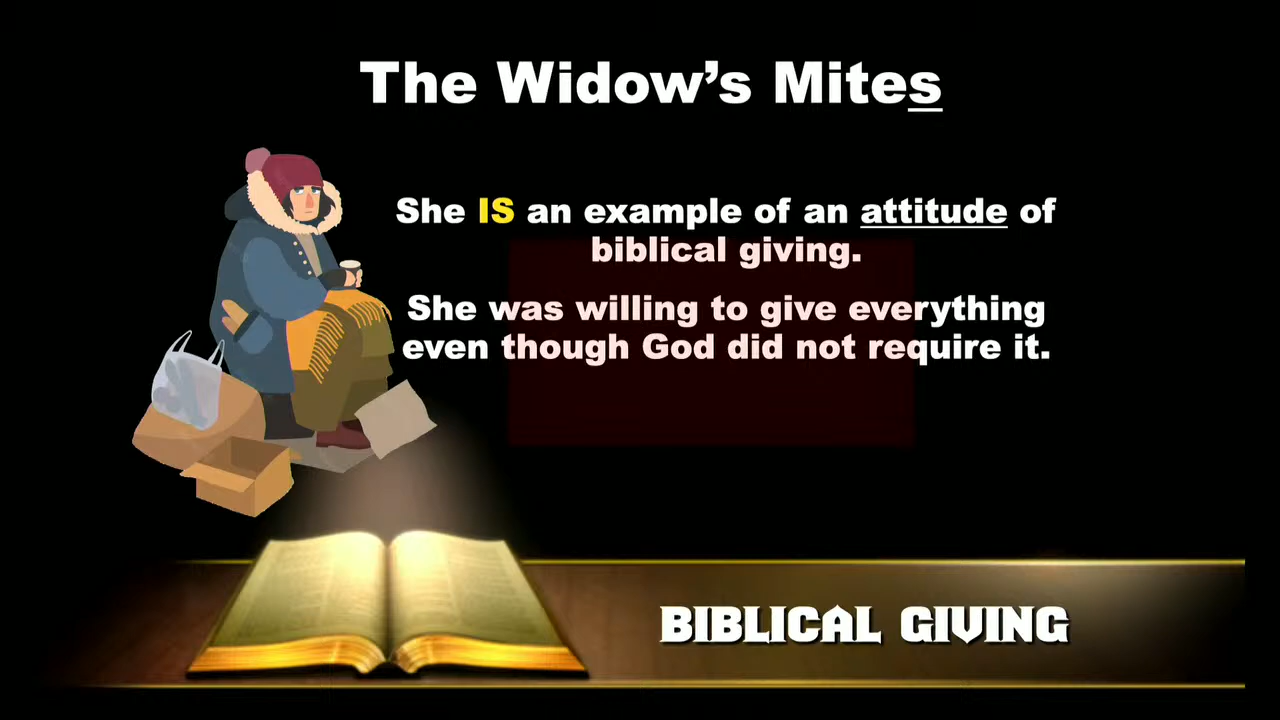 The Widow’s Mites
She IS an example of an attitude of
biblical giving.
She was willing to give everything
even though God did not require it.
BIBLICAL GIVING